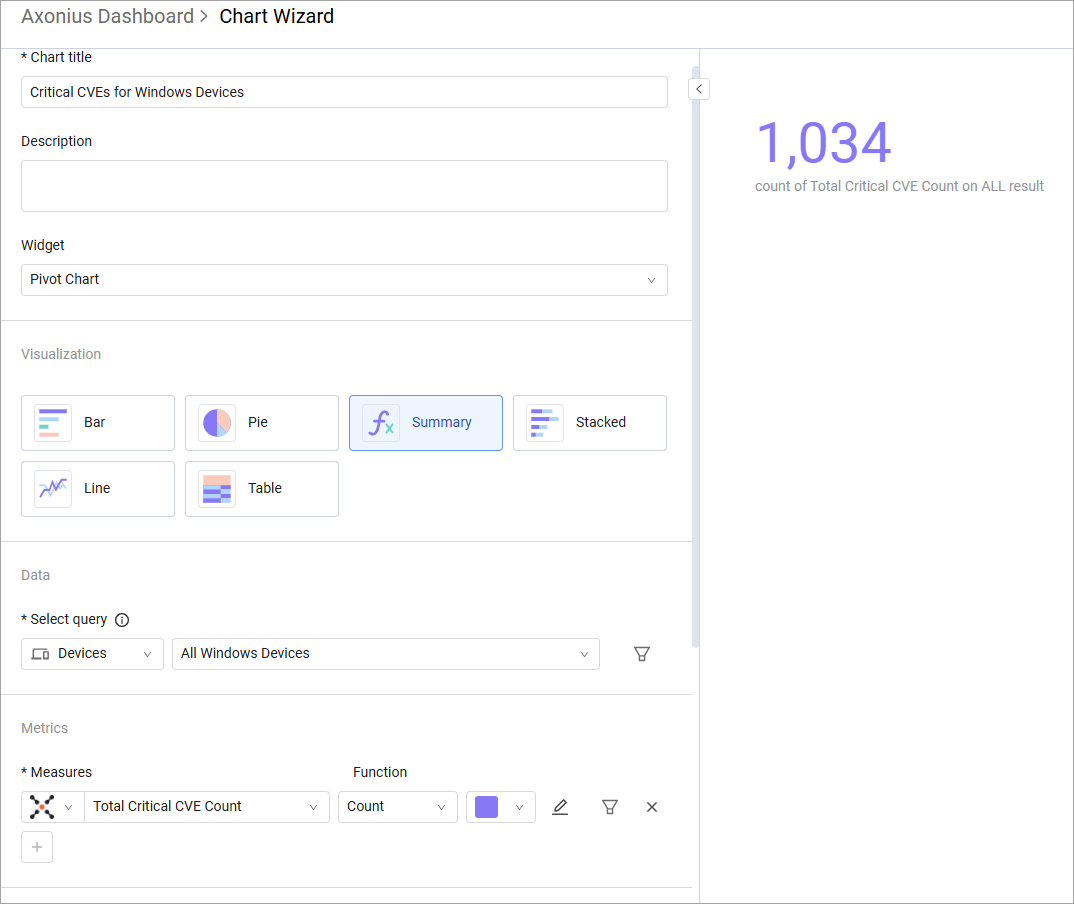 Axonius Dashboard > Chart Wizard
* Chart title
Critical CVEs for Windows Devices
Description
Widget
Pivot Chart
Visualization
Bar
Pie
Summary
Stacked
Line
Table
Data
* Select query
Devices
All Windows Devices
Metrics
* Measures Function
Total Critical CVE Count
Count
1,034
count of Total Critical CVE Count on ALL result